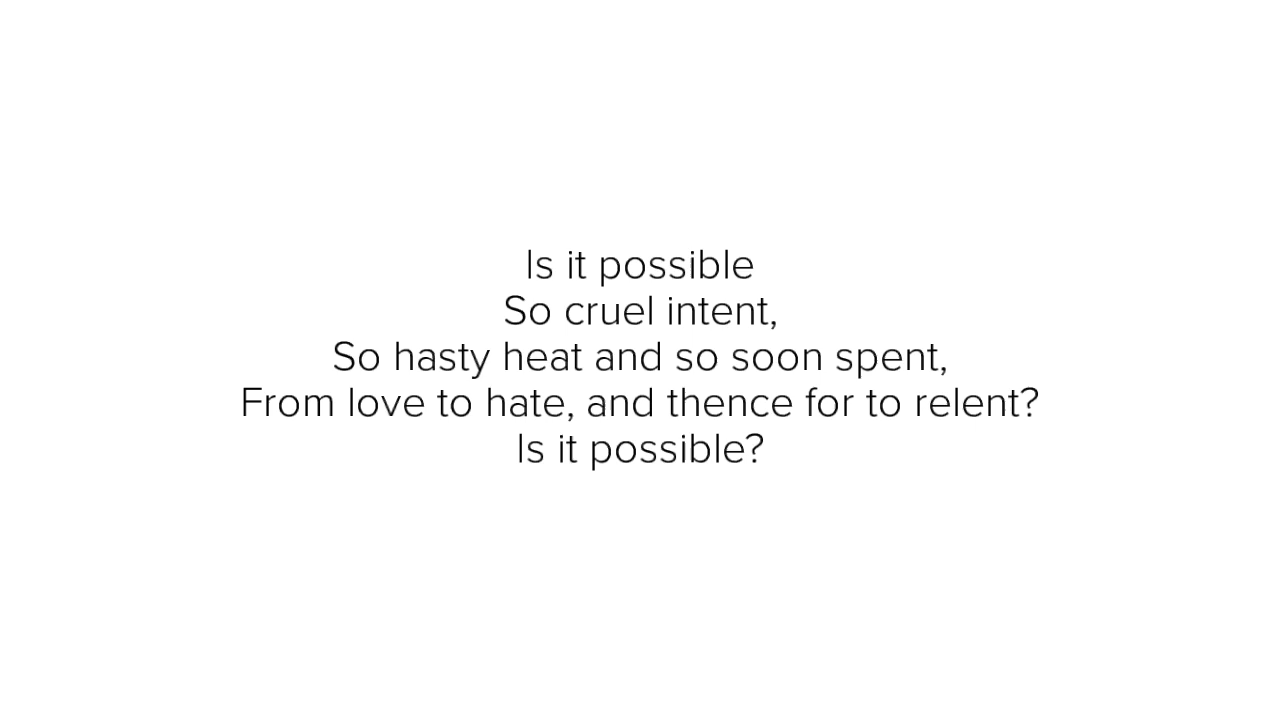 Is it possible
So cruel intent,
So hasty heat and so soon spent,
From love to hate, and thence for to relent?
Is it possible?